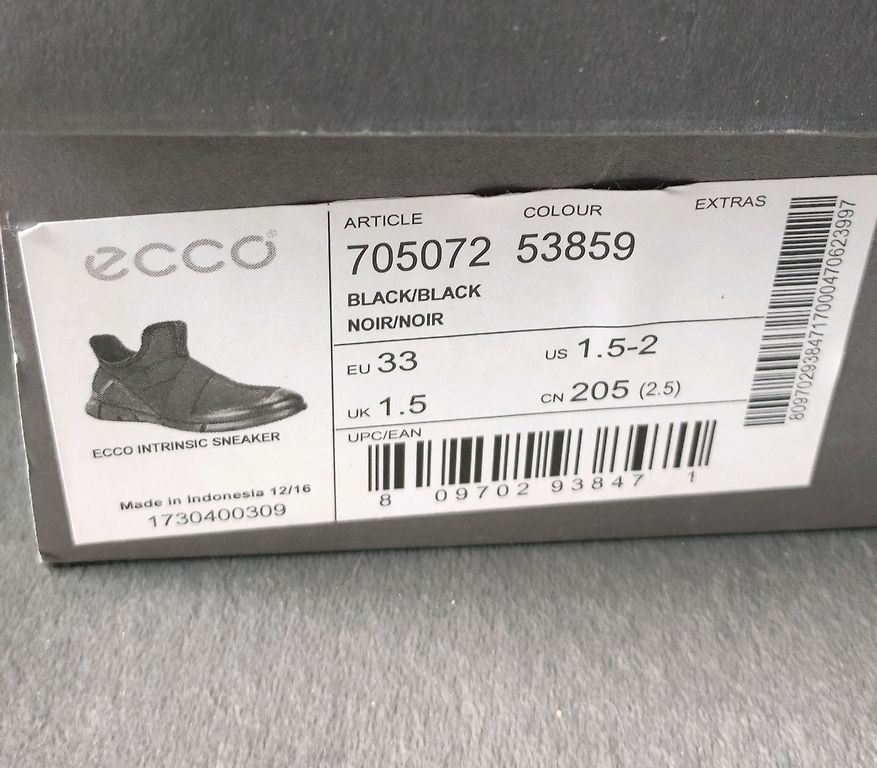 ecco®
ECCO INTRINSIC SNEAKER
Made in Indonesia 12/16
1730400309
ARTICLE COLOUR EXTRAS
705072 53859
BLACK/BLACK
NOIR/NOIR
EU 33 US 1.5-2
UK 1.5 CN 205 (2.5)
UPC/EAN
8 09702 93847 1
8097029384717000470623997